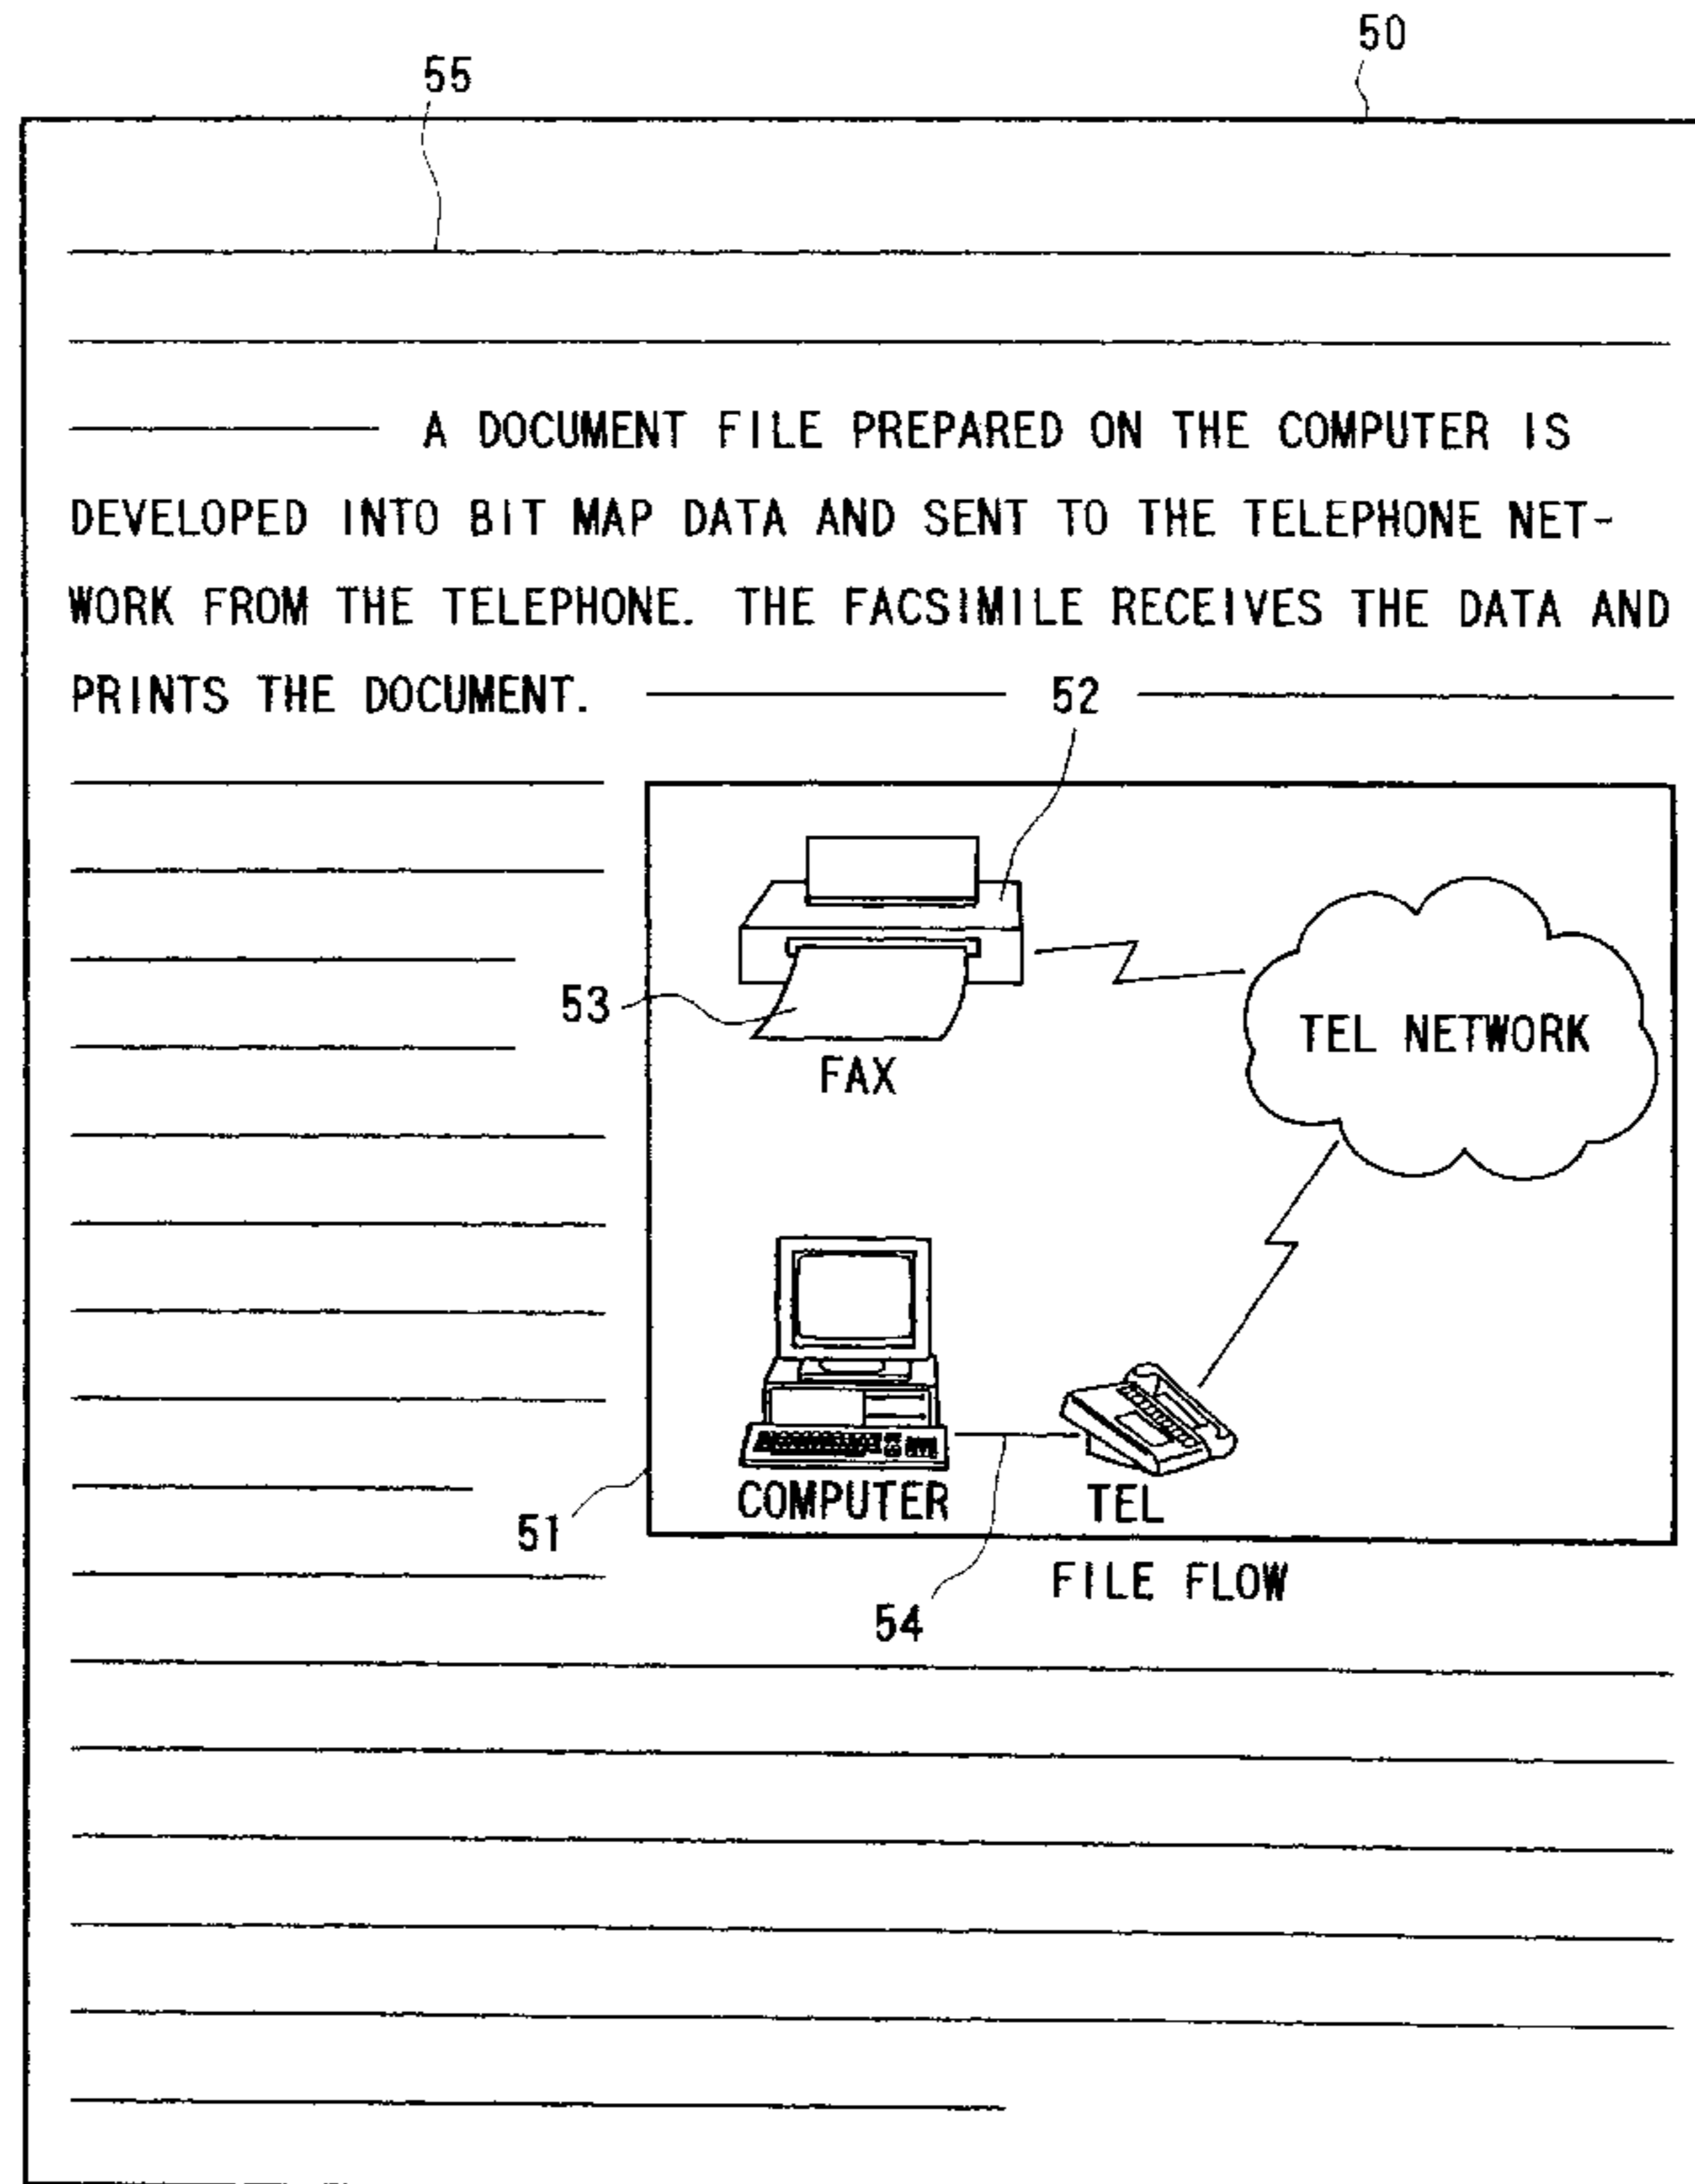 50
55
A DOCUMENT FILE PREPARED ON THE COMPUTER IS
DEVELOPED INTO BIT MAP DATA AND SENT TO THE TELEPHONE NET-
WORK FROM THE TELEPHONE. THE FACSIMILE RECEIVES THE DATA AND
PRINTS THE DOCUMENT.
52
53
TEL NETWORK
FAX
COMPUTER
TEL
51
FILE FLOW
54